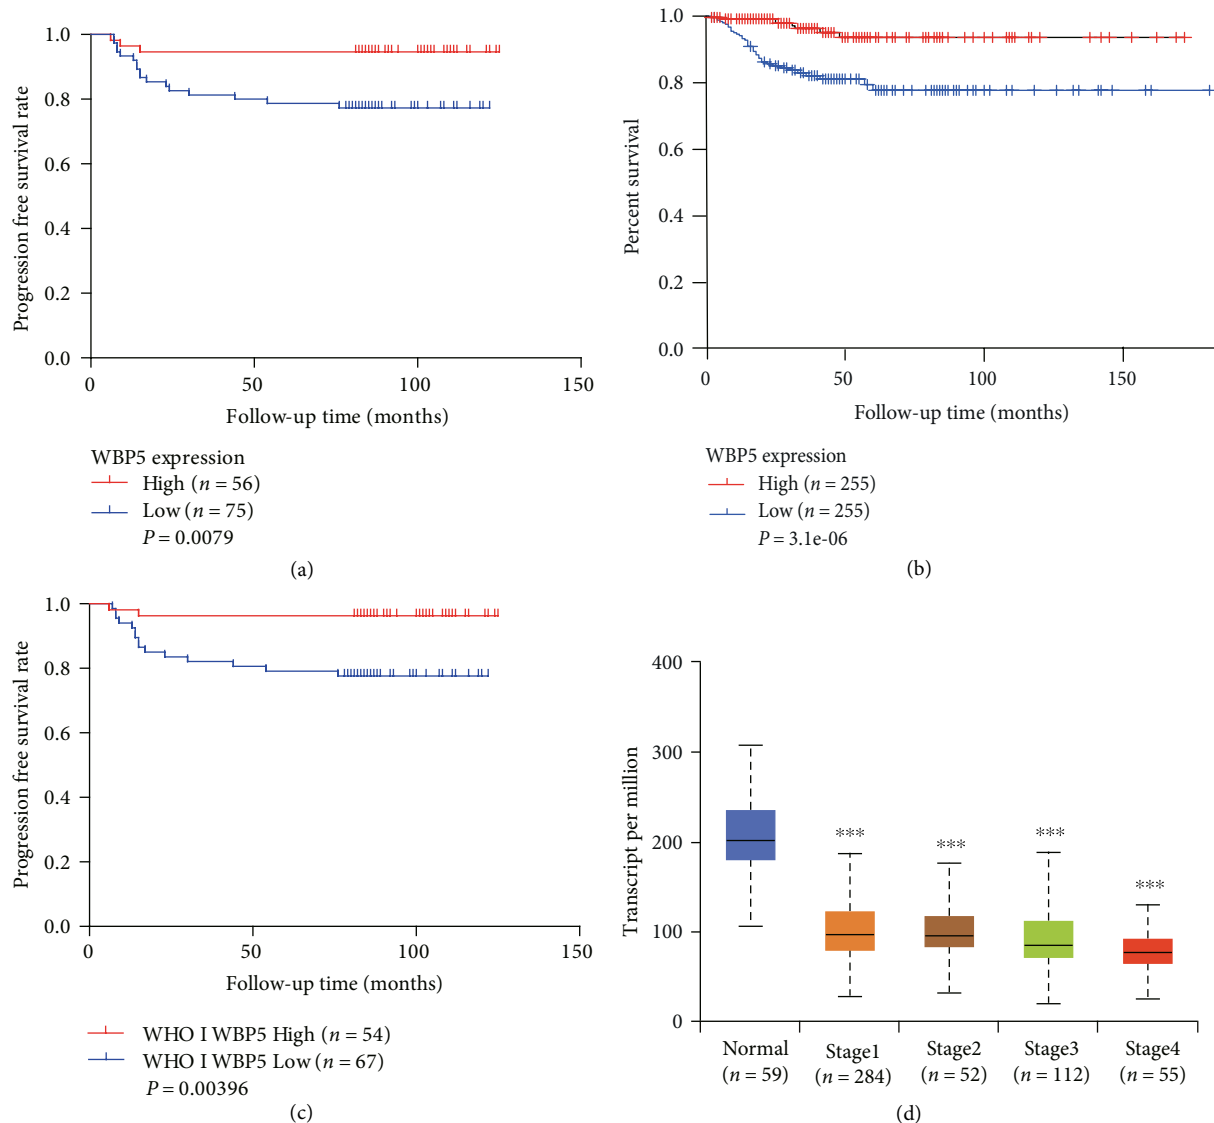 1.0
0.8
0.6
0.4
0.2
0.0
Progression free survival rate
0
50
100
150
Follow-up time (months)
WBP5 expression
High (n = 56)
Low (n = 75)
P = 0.0079
(a)
1.0
0.8
0.6
0.4
0.2
0.0
Percent survival
0
50
100
150
Follow-up time (months)
WBP5 expression
High (n = 255)
Low (n = 255)
P = 3.1e-06
(b)
1.0
0.8
0.6
0.4
0.2
0.0
Progression free survival rate
0
50
100
150
Follow-up time (months)
WHO I WBP5 High (n = 54)
WHO I WBP5 Low (n = 67)
P = 0.00396
(c)
400
300
200
100
0
Transcript per million
***
***
***
***
Normal
(n = 59)
Stage1
(n = 284)
Stage2
(n = 52)
Stage3
(n = 112)
Stage4
(n = 55)
(d)